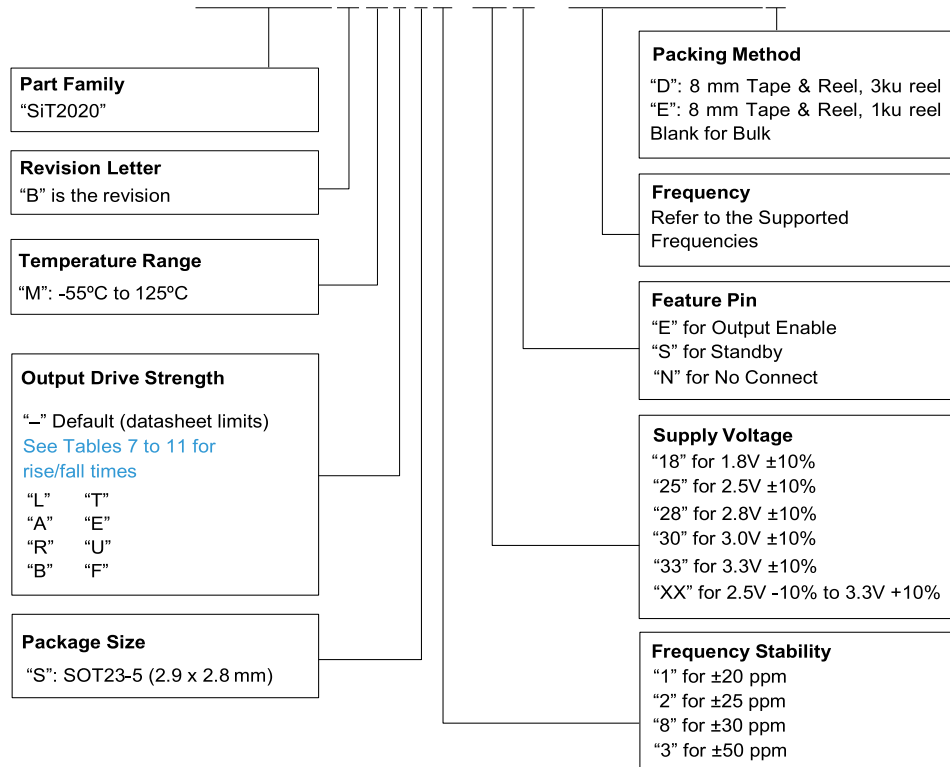 Part Family
“SiT2020”
Revision Letter
“B” is the revision
Temperature Range
“M”: -55ºC to 125ºC
Output Drive Strength
“–” Default (datasheet limits)
See Tables 7 to 11 for
rise/fall times
“L” “T”
“A” “E”
“R” “U”
“B” “F”
Package Size
“S”: SOT23-5 (2.9 x 2.8 mm)
Packing Method
“D”: 8 mm Tape & Reel, 3ku reel
“E”: 8 mm Tape & Reel, 1ku reel
Blank for Bulk
Frequency
Refer to the Supported
Frequencies
Feature Pin
“E” for Output Enable
“S” for Standby
“N” for No Connect
Supply Voltage
“18” for 1.8V ±10%
“25” for 2.5V ±10%
“28” for 2.8V ±10%
“30” for 3.0V ±10%
“33” for 3.3V ±10%
“XX” for 2.5V -10% to 3.3V +10%
Frequency Stability
“1” for ±20 ppm
“2” for ±25 ppm
“8” for ±30 ppm
“3” for ±50 ppm